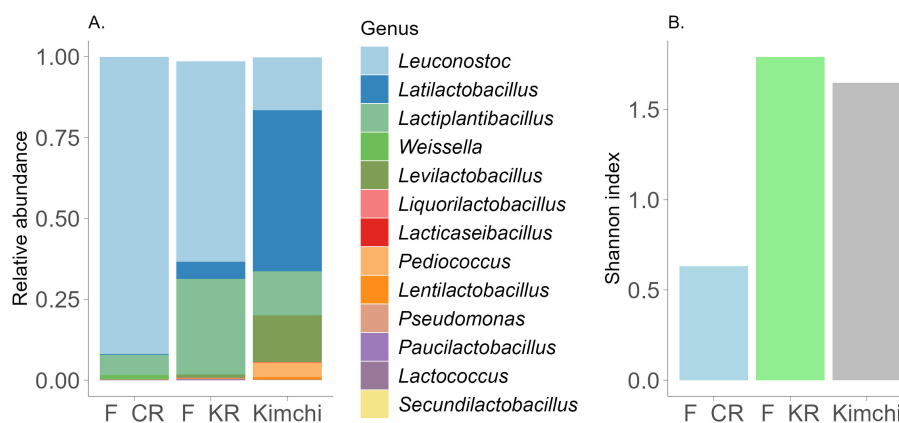 A.
Relative abundance
1.00
0.75
0.50
0.25
0.00
F CR
F KR
Kimchi
Genus
Leuconostoc
Latilactobacillus
Lactiplantibacillus
Weissella
Levilactobacillus
Liquorilactobacillus
Lacticaseibacillus
Pediococcus
Lentilactobacillus
Pseudomonas
Paucilactobacillus
Lactococcus
Secundilactobacillus
B.
Shannon index
1.5
1.0
0.5
0.0
F CR
F KR
Kimchi